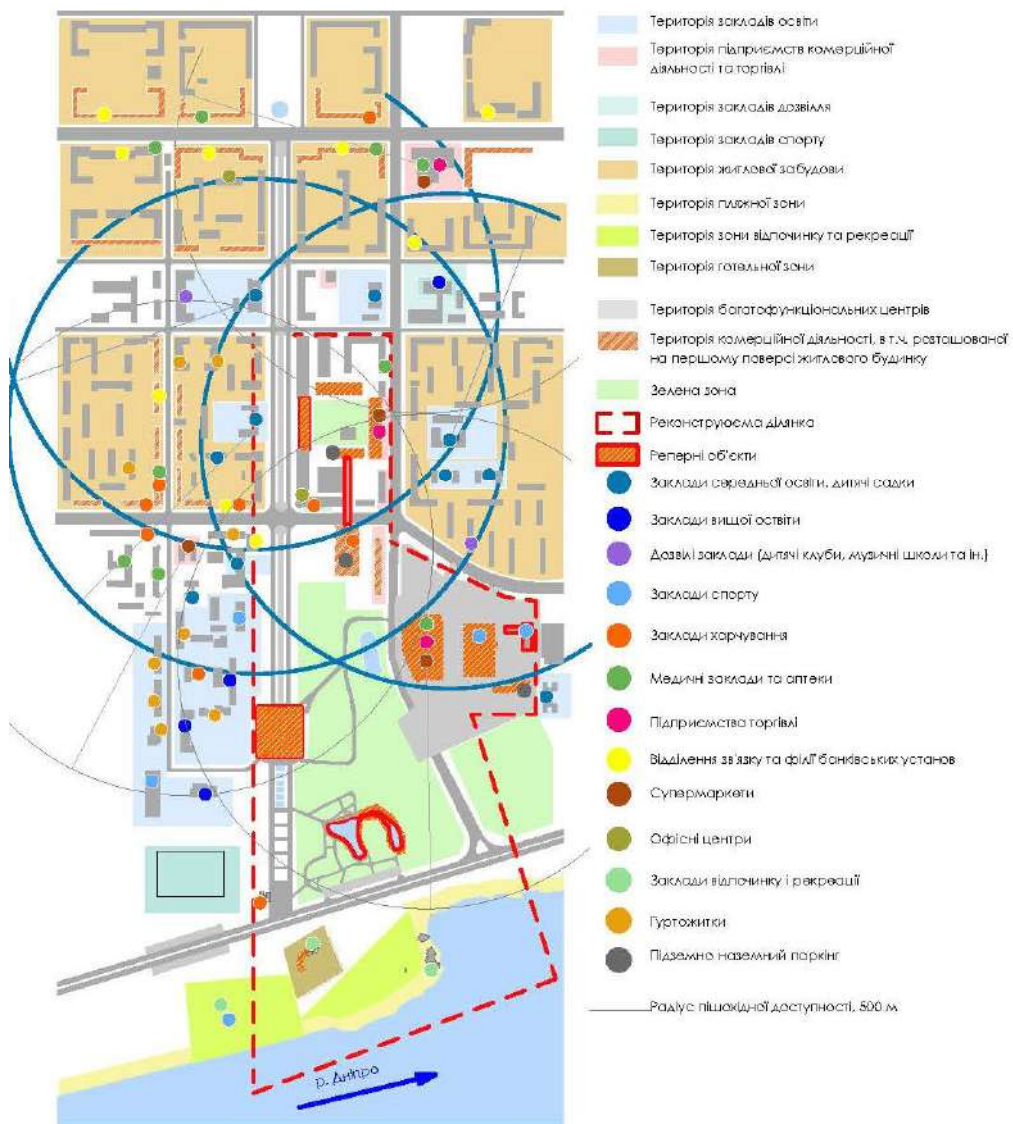 Територія закладів освіти
Територія підприємств комерційної
діяльності та торгівлі
Територія закладів дозвілля
Територія закладів спорту
Територія житлової забудови
Територія пляжної зони
Територія зони відпочинку та рекреації
Територія готельної зони
Територія багатофункціональних центрів
Територія комерційної діяльності, в т.ч. розташованої
на першому поверсі житлового будинку
Зелена зона
Реконструюєма ділянка
Реперні об'єкти
Заклади середньої освіти, дитячі садки
Заклади вищої освіти
Дозвілі заклади (дитячі клуби, музичні школи та ін.)
Заклади спорту
Заклади харчування
Медичні заклади та аптеки
Підприємства торгівлі
Відділення зв'язку та філії банківських установ
Супермаркети
Офісні центри
Заклади відпочинку і рекреації
Гуртожитки
Підземно наземний паркінг
Радіус пішохідної доступності, 500 м
р. Дніпро